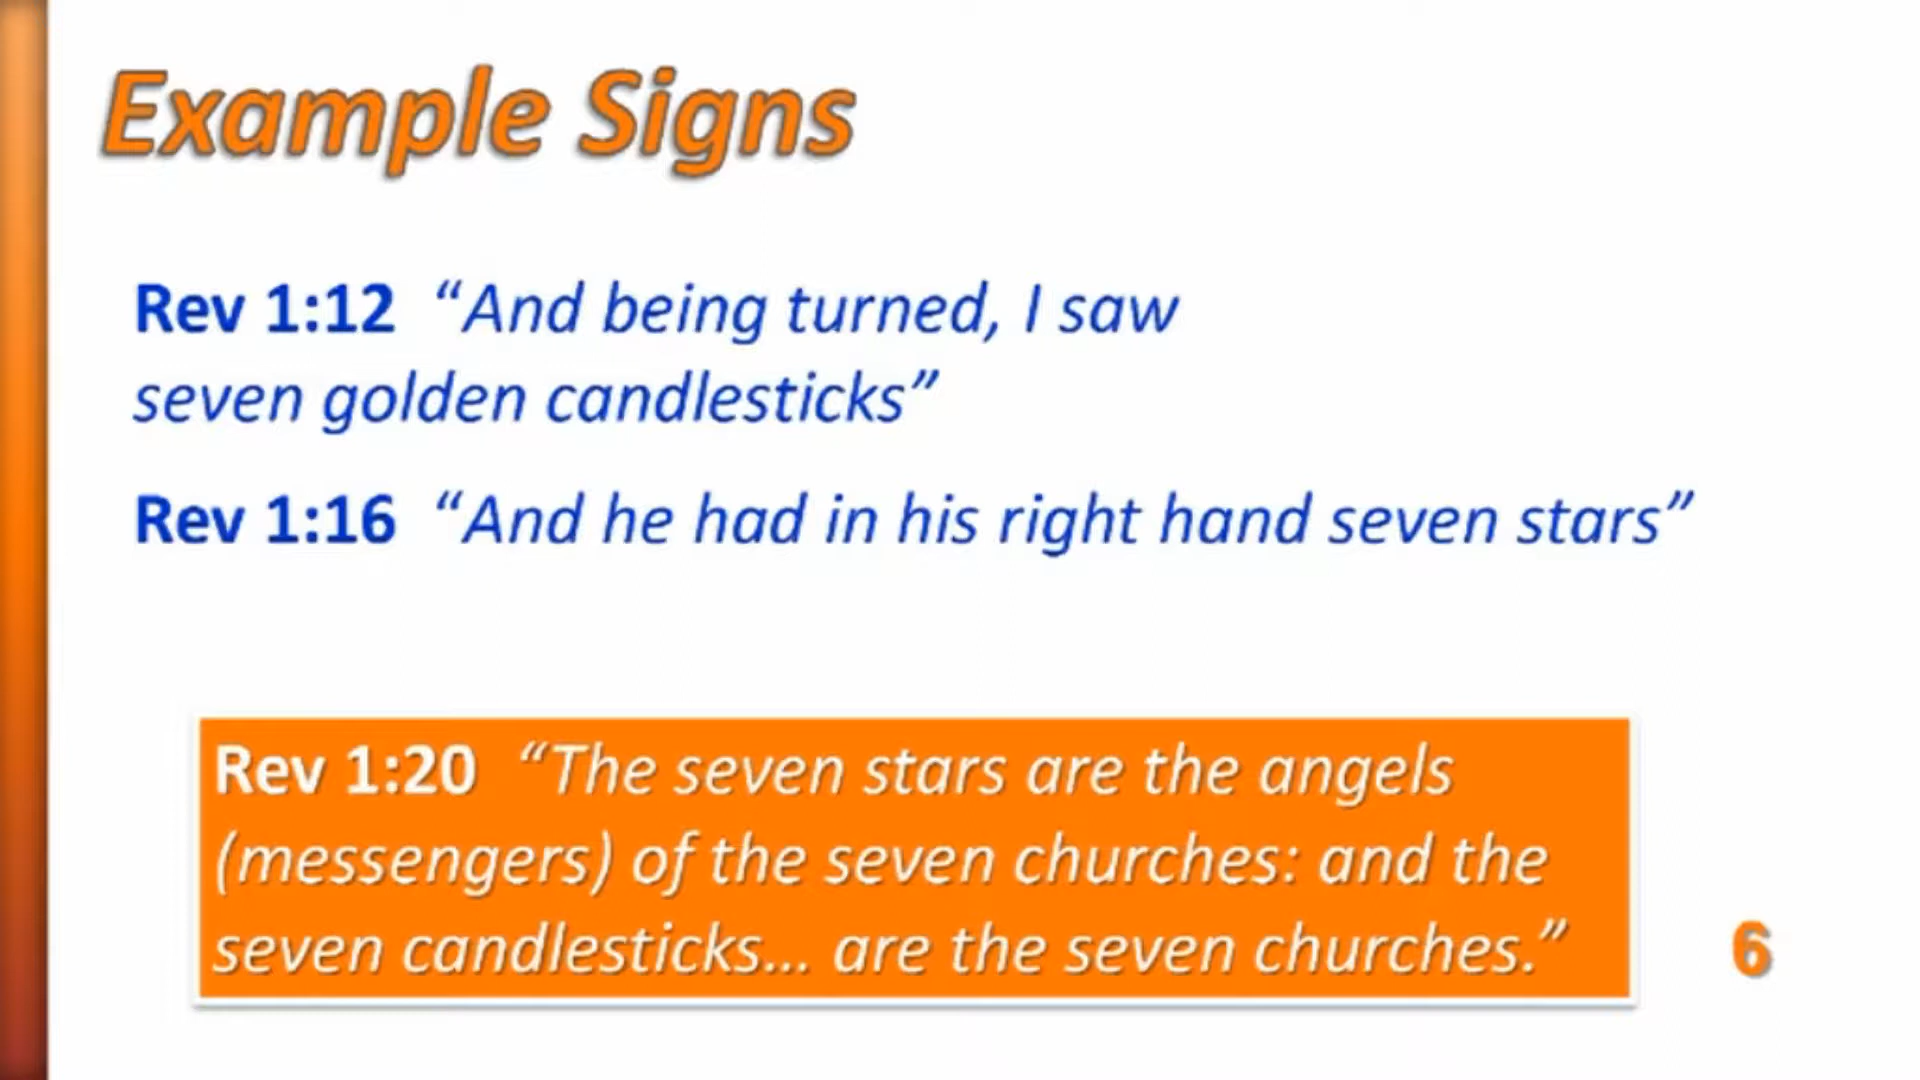 Example Signs
Rev 1:12 “And being turned, I saw
seven golden candlesticks”
Rev 1:16 “And he had in his right hand seven stars”
Rev 1:20 “The seven stars are the angels
(messengers) of the seven churches: and the
seven candlesticks... are the seven churches.”
6